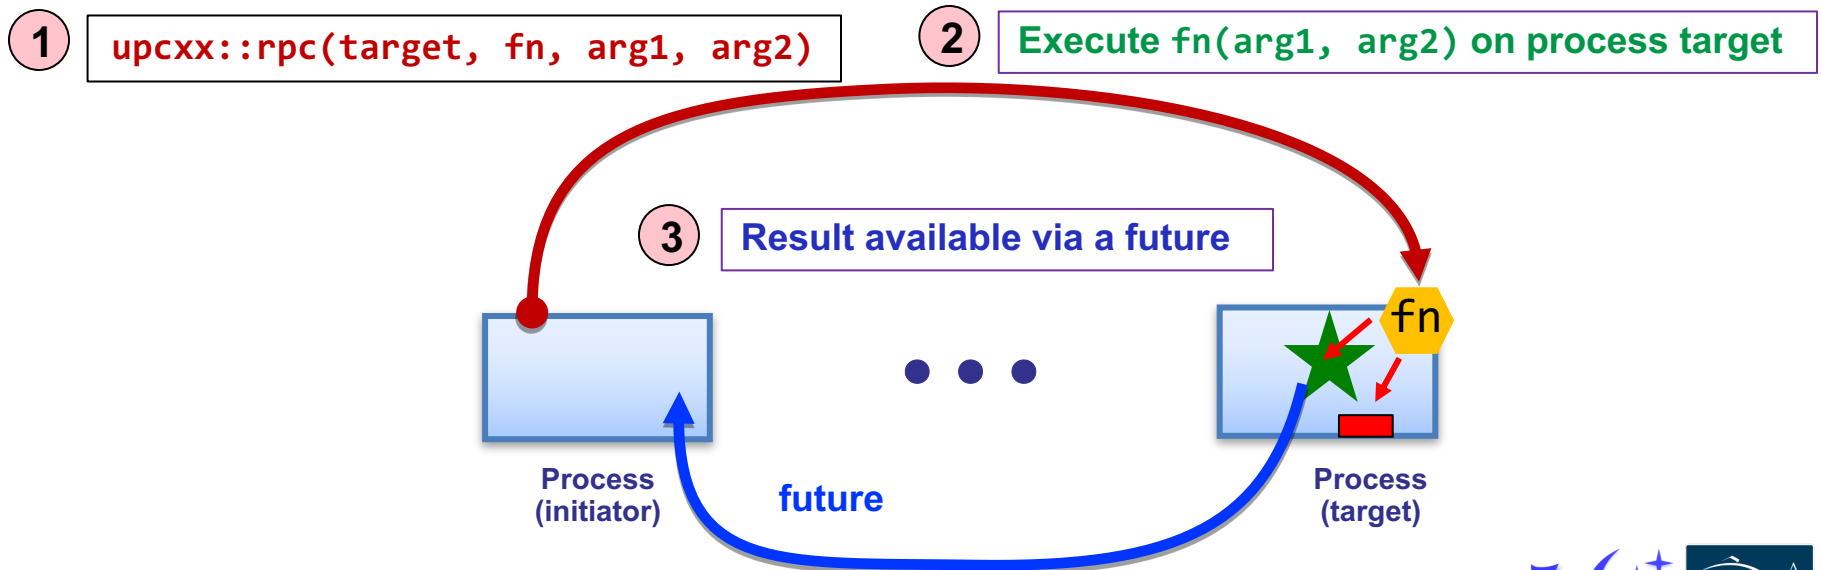 1
upcxx::rpc(target, fn, arg1, arg2)
2
Execute fn(arg1, arg2) on process target
3
Result available via a future
fn
Process
(initiator)
future
Process
(target)